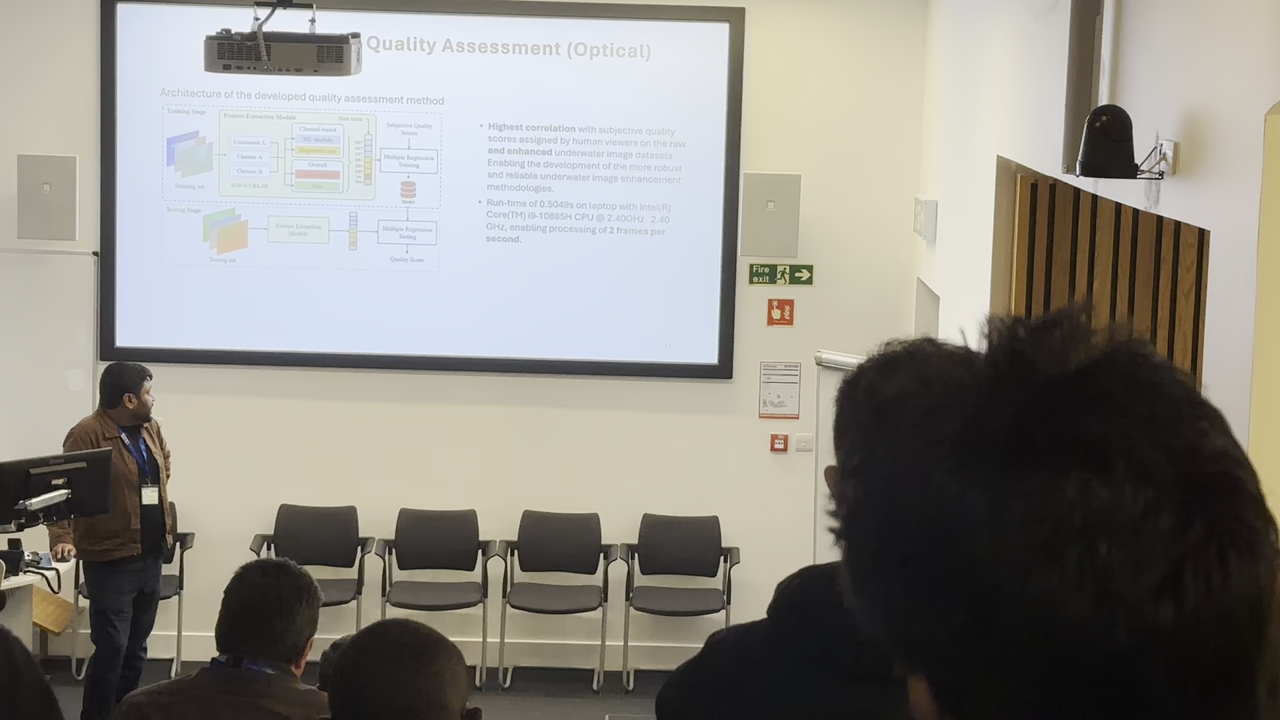 Quality Assessment (Optical)
Architecture of the developed quality assessment method
Training Stage
Feature Extraction Module
Channel-based
Luminance L
Chroma A
Chroma B
Overall
Training set
Subjective Quality
Scores
Multiple Regression
Training
Model
Testing Stage
Feature Extraction
Module
Multiple Regression
Testing
Testing set
Quality Score
• Highest correlation with subjective quality
scores assigned by human viewers on the raw
and enhanced underwater image datassts.
Enabling the development of the more robust
and reliable underwater image enhancement
methodologies.
• Run-time of 0.5049s on laptop with Intel(R)
Core(TM) i9-10885H CPU @ 2.40GHz 2.40
GHz, enabling processing of 2 frames per
second.
Fire
exit